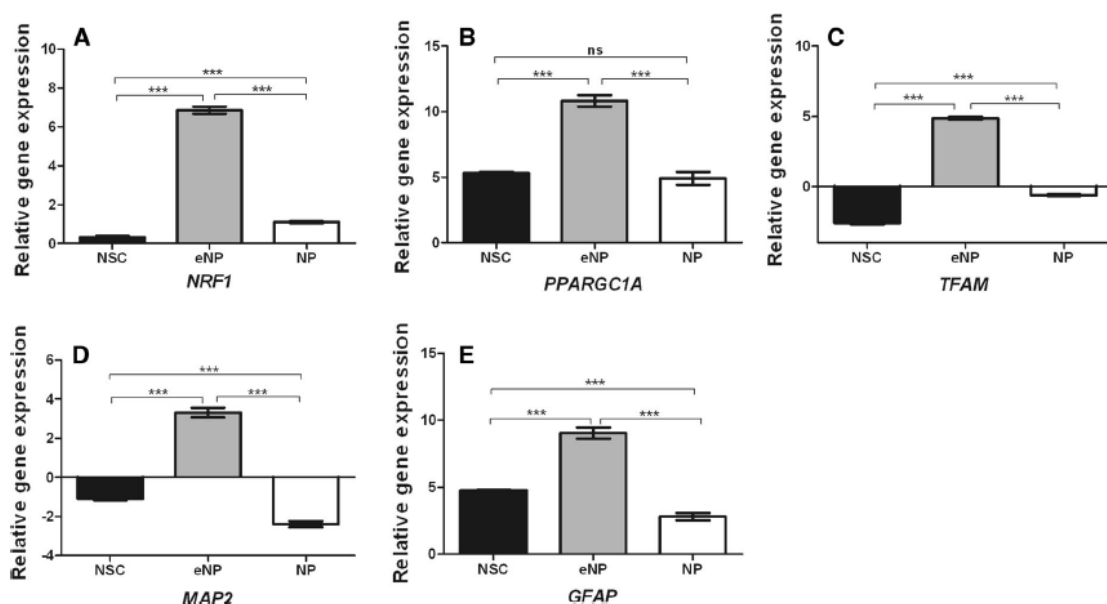 A
Relative gene expression
10
8
6
4
2
0
***
***
***
NSC eNP NP
NRF1
B
Relative gene expression
15
10
5
0
ns
***
***
NSC eNP NP
PPARGC1A
C
Relative gene expression
10
5
0
***
***
***
NSC eNP NP
TFAM
D
Relative gene expression
6
4
2
0
-2
-4
***
***
***
NSC eNP NP
MAP2
E
Relative gene expression
15
10
5
0
***
***
***
NSC eNP NP
GFAP